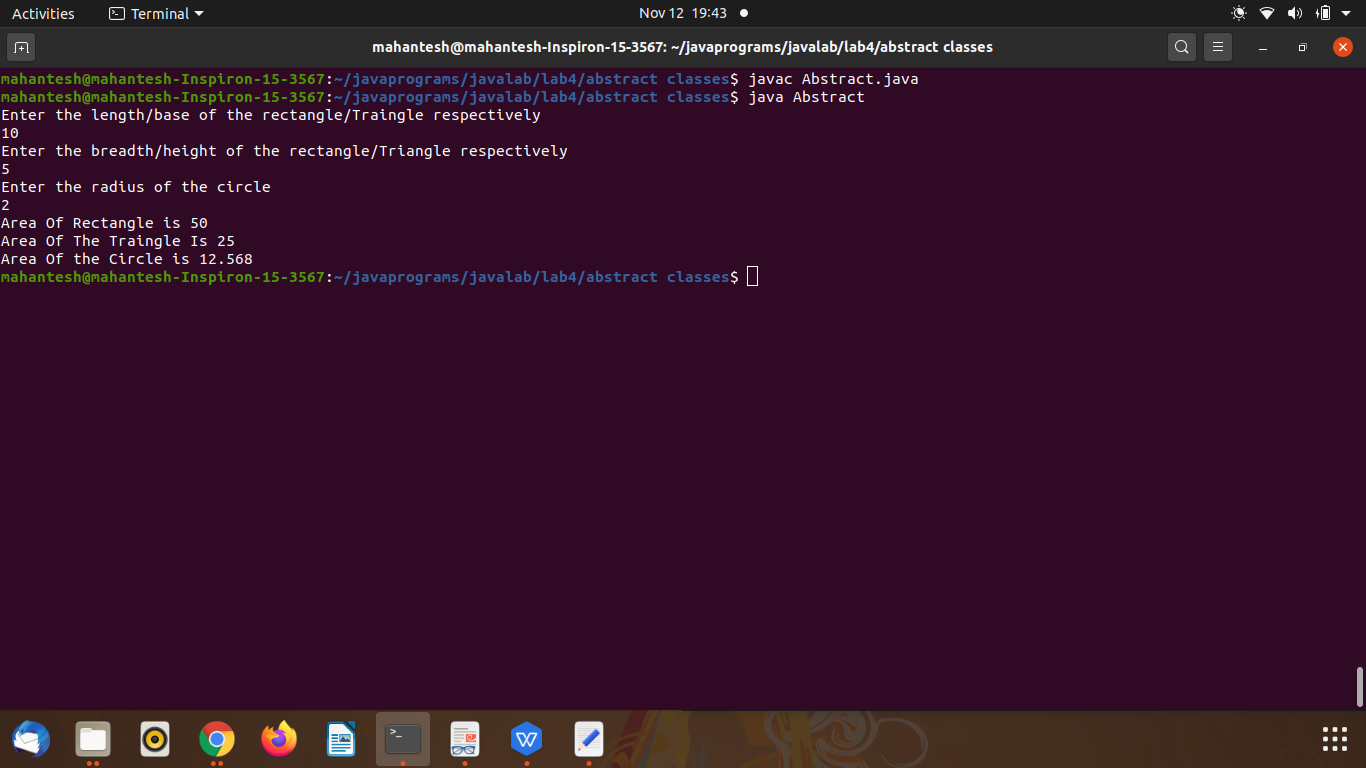 Activities Terminal Nov 12 19:43
mahantesh@mahantesh-Inspiron-15-3567: ~/javaprograms/javalab/lab4/abstract classes
mahantesh@mahantesh-Inspiron-15-3567:~/javaprograms/javalab/lab4/abstract classes$ javac Abstract.java
mahantesh@mahantesh-Inspiron-15-3567:~/javaprograms/javalab/lab4/abstract classes$ java Abstract
Enter the length/base of the rectangle/Traingle respectively
10
Enter the breadth/height of the rectangle/Triangle respectively
5
Enter the radius of the circle
2
Area Of Rectangle is 50
Area Of The Traingle Is 25
Area Of the Circle is 12.568
mahantesh@mahantesh-Inspiron-15-3567:~/javaprograms/javalab/lab4/abstract classes$